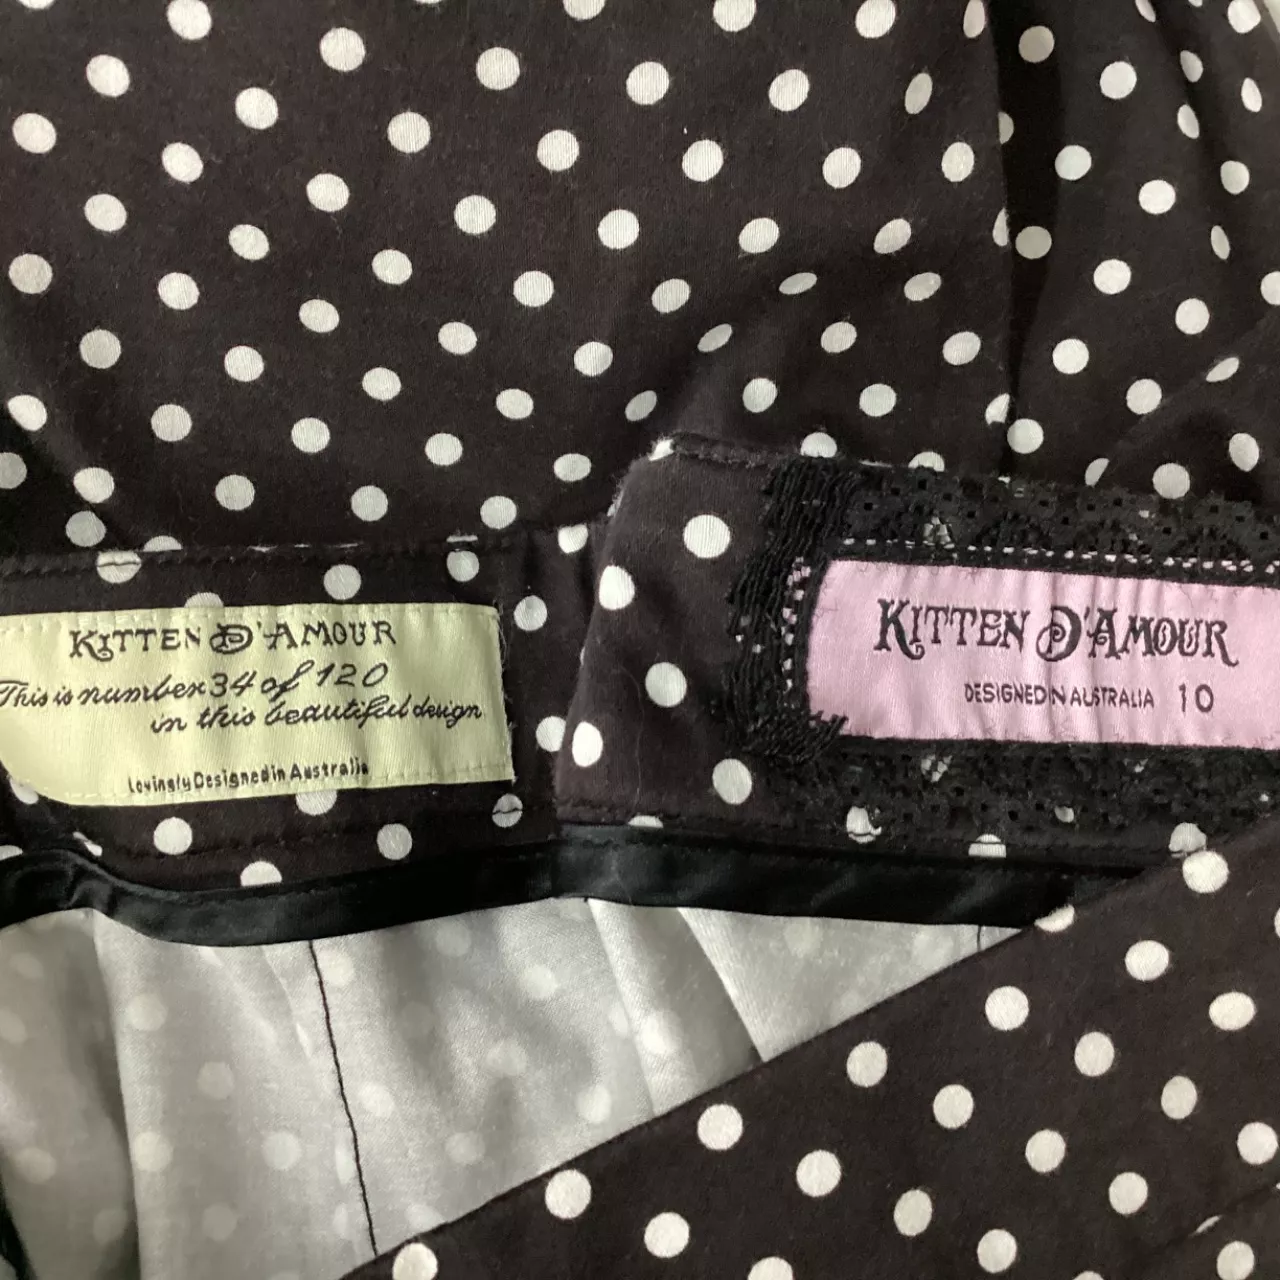 KITTEN D'AMOUR
This is number 34 of 120
in this beautiful design
Lovingly Designed in Australia
KITTEN D'AMOUR
DESIGNED IN AUSTRALIA 10